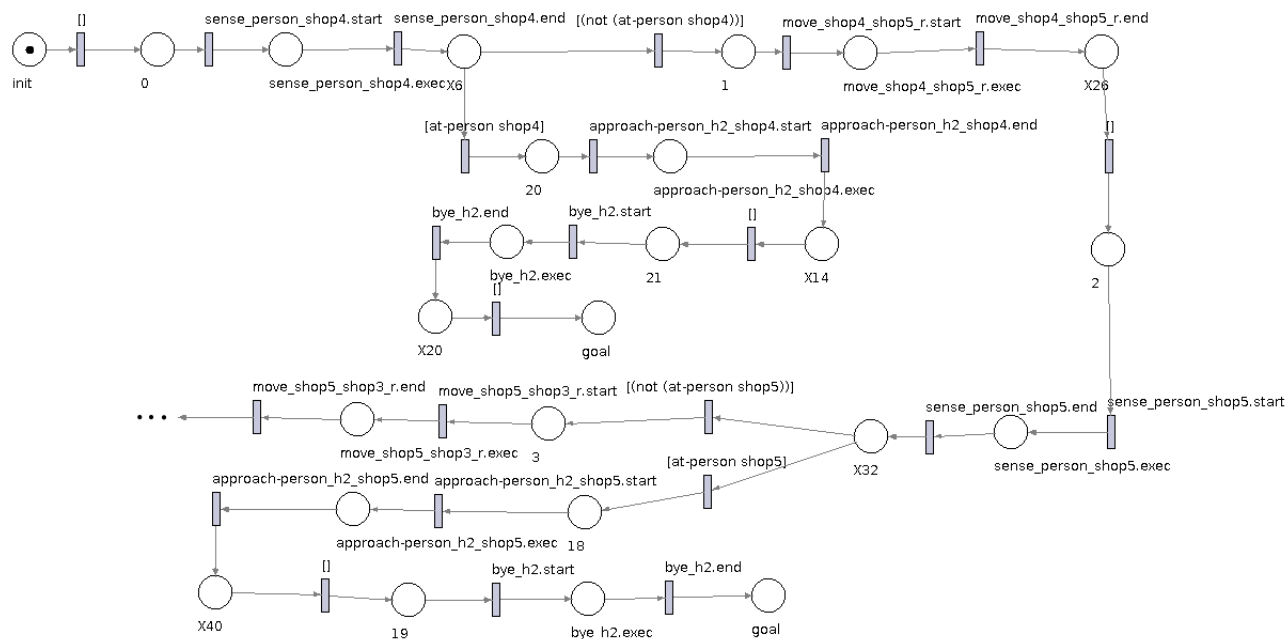 []
sense_person_shop4.start
sense_person_shop4.end
[(not (at-person shop4))]
move_shop4_shop5_r.start
move_shop4_shop5_r.end
init
0
sense_person_shop4.exec
X6
1
move_shop4_shop5_r.exec
X26
[at-person shop4]
approach-person_h2_shop4.start
approach-person_h2_shop4.end
[]
20
approach-person_h2_shop4.exec
bye_h2.end
bye_h2.start
[]
bye_h2.exec
21
X14
2
[]
X20
goal
move_shop5_shop3_r.end
move_shop5_shop3_r.start
[(not (at-person shop5))]
sense_person_shop5.end
sense_person_shop5.start
...
move_shop5_shop3_r.exec
3
X32
sense_person_shop5.exec
[at-person shop5]
approach-person_h2_shop5.end
approach-person_h2_shop5.start
approach-person_h2_shop5.exec
18
[]
bye_h2.start
bye_h2.end
X40
19
bye_h2.exec
goal